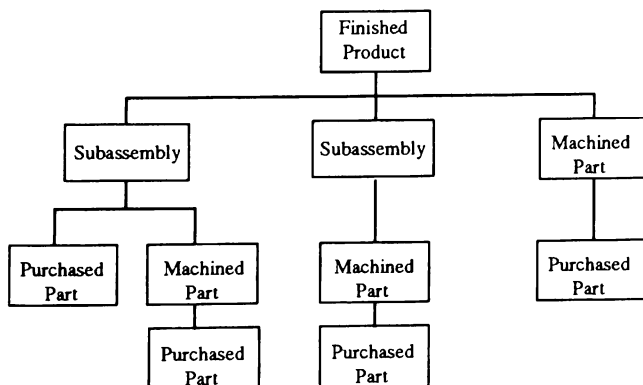 Finished
Product
Subassembly
Subassembly
Machined
Part
Purchased
Part
Machined
Part
Machined
Part
Purchased
Part
Purchased
Part
Purchased
Part